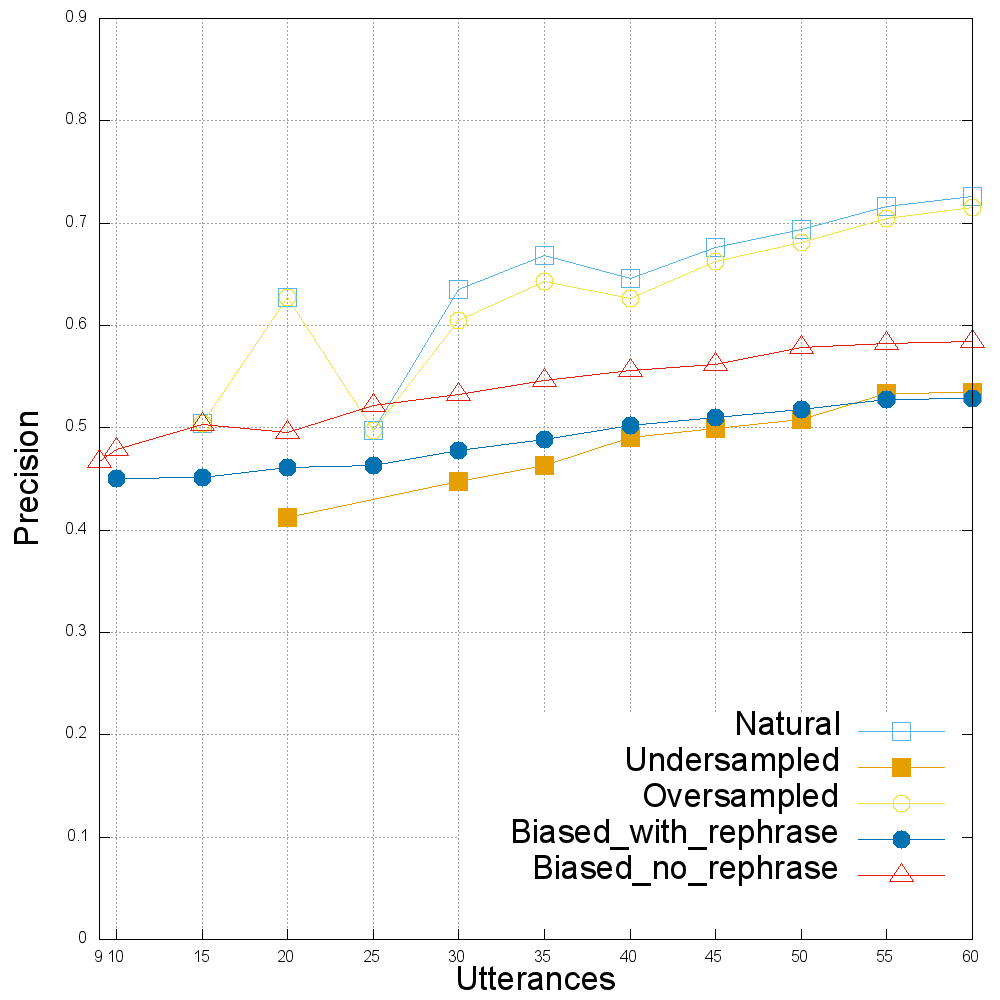 0.9
0.8
0.7
0.6
0.5
0.4
0.3
0.2
0.1
0
Precision
Natural
Undersampled
Oversampled
Biased_with_rephrase
Biased_no_rephrase
9 10 15 20 25 30 35 40 45 50 55 60
Utterances